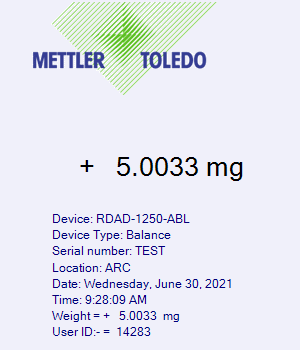 METTLER TOLEDO
+ 5.0033 mg
Device: RDAD-1250-ABL
Device Type: Balance
Serial number: TEST
Location: ARC
Date: Wednesday, June 30, 2021
Time: 9:28:09 AM
Weight = + 5.0033 mg
User ID:- = 14283